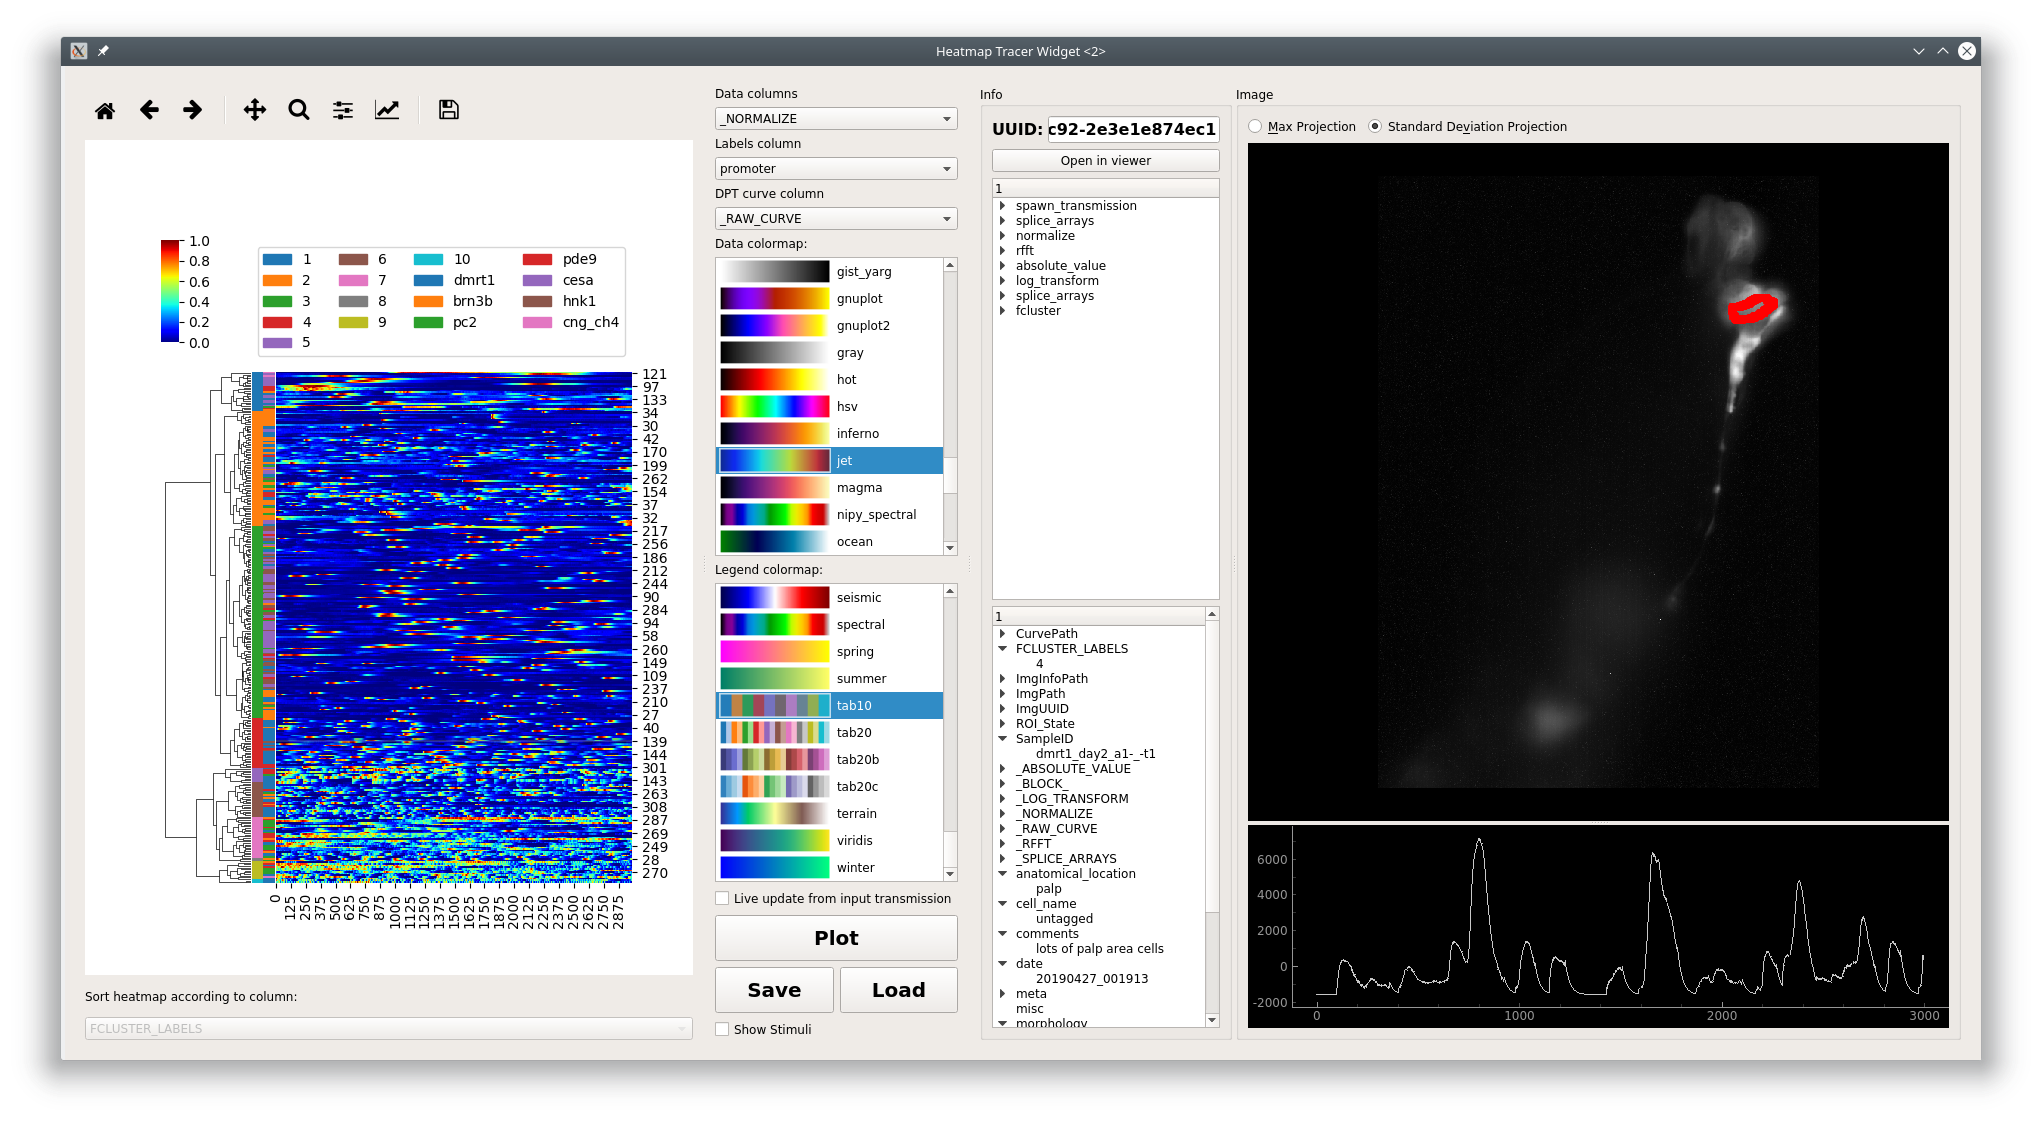 Heatmap Tracer Widget <2>
1.0
0.8
0.6
0.4
0.2
0.0
1 6 10 pde9
2 7 dmrt1 cesa
3 8 brn3b hnk1
4 9 pc2 cng_ch4
5
121
97
133
34
30
42
170
199
262
154
37
32
217
256
186
212
244
90
284
94
58
260
149
109
237
210
27
40
139
144
301
143
263
308
287
269
249
28
270
0 125 250 375 500 625 750 875 1000 1125 1250 1375 1500 1625 1750 1875 2000 2125 2250 2375 2500 2625 2750 2875
Sort heatmap according to column:
FCLUSTER_LABELS
Data columns
_NORMALIZE
Labels column
promoter
DPT curve column
_RAW_CURVE
Data colormap:
gist_yarg
gnuplot
gnuplot2
gray
hot
hsv
inferno
jet
magma
nipy_spectral
ocean
Legend colormap:
seismic
spectral
spring
summer
tab10
tab20
tab20b
tab20c
terrain
viridis
winter
Live update from input transmission
Plot
Save Load
Show Stimuli
Info
UUID: c92-2e3e1e874ec1
Open in viewer
1
spawn_transmission
splice_arrays
normalize
rfft
absolute_value
log_transform
splice_arrays
fcluster
1
CurvePath
FCLUSTER_LABELS
4
ImgInfoPath
ImgPath
ImgUUID
ROI_State
SampleID
dmrt1_day2_a1-_-t1
_ABSOLUTE_VALUE
_BLOCK_
_LOG_TRANSFORM
_NORMALIZE
_RAW_CURVE
_RFFT
_SPLICE_ARRAYS
anatomical_location
palp
cell_name
untagged
comments
lots of palp area cells
date
20190427_001913
meta
misc
morphology
Image
Max Projection Standard Deviation Projection
6000
4000
2000
0
-2000
0 1000 2000 3000